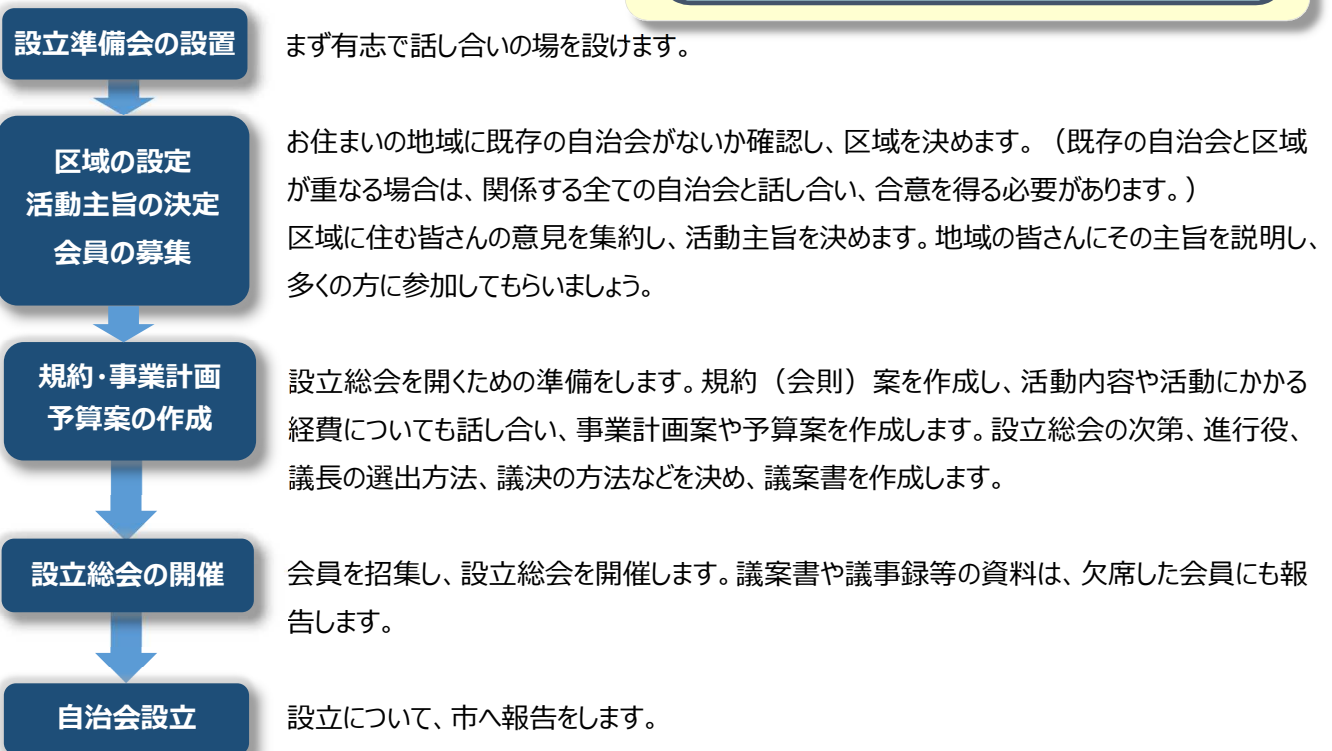 設立準備会の設置
まず有志で話し合いの場を設けます。
区域の設定
活動主旨の決定
会員の募集
お住まいの地域に既存の自治会がないか確認し、区域を決めます。（既存の自治会と区域
が重なる場合は、関係する全ての自治会と話し合い、合意を得る必要があります。）
区域に住む皆さんの意見を集約し、活動主旨を決めます。地域の皆さんにその主旨を説明し、
多くの方に参加してもらいましょう。
規約・事業計画
予算案の作成
設立総会を開くための準備をします。規約（会則）案を作成し、活動内容や活動にかかる
経費についても話し合い、事業計画案や予算案を作成します。設立総会の次第、進行役、
議長の選出方法、議決の方法などを決め、議案書を作成します。
設立総会の開催
会員を招集し、設立総会を開催します。議案書や議事録等の資料は、欠席した会員にも報
告します。
自治会設立
設立について、市へ報告をします。